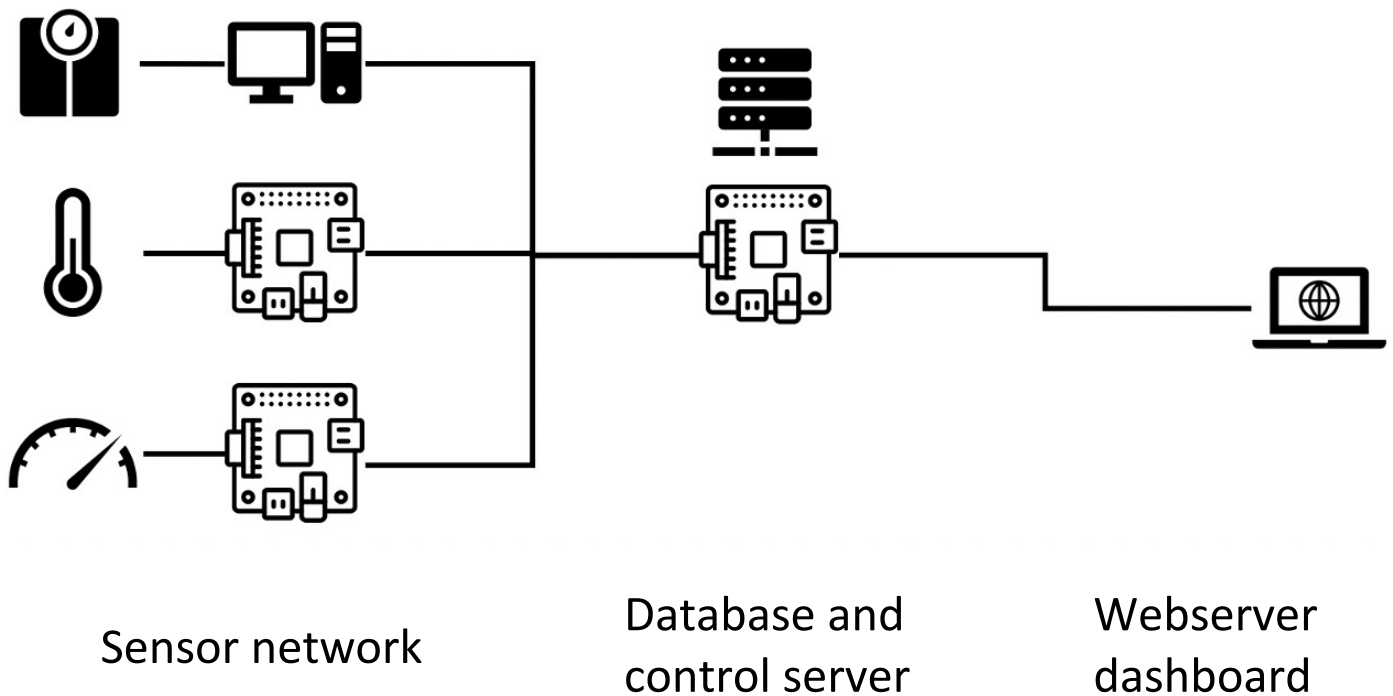 Sensor network
Database and
control server
Webserver
dashboard